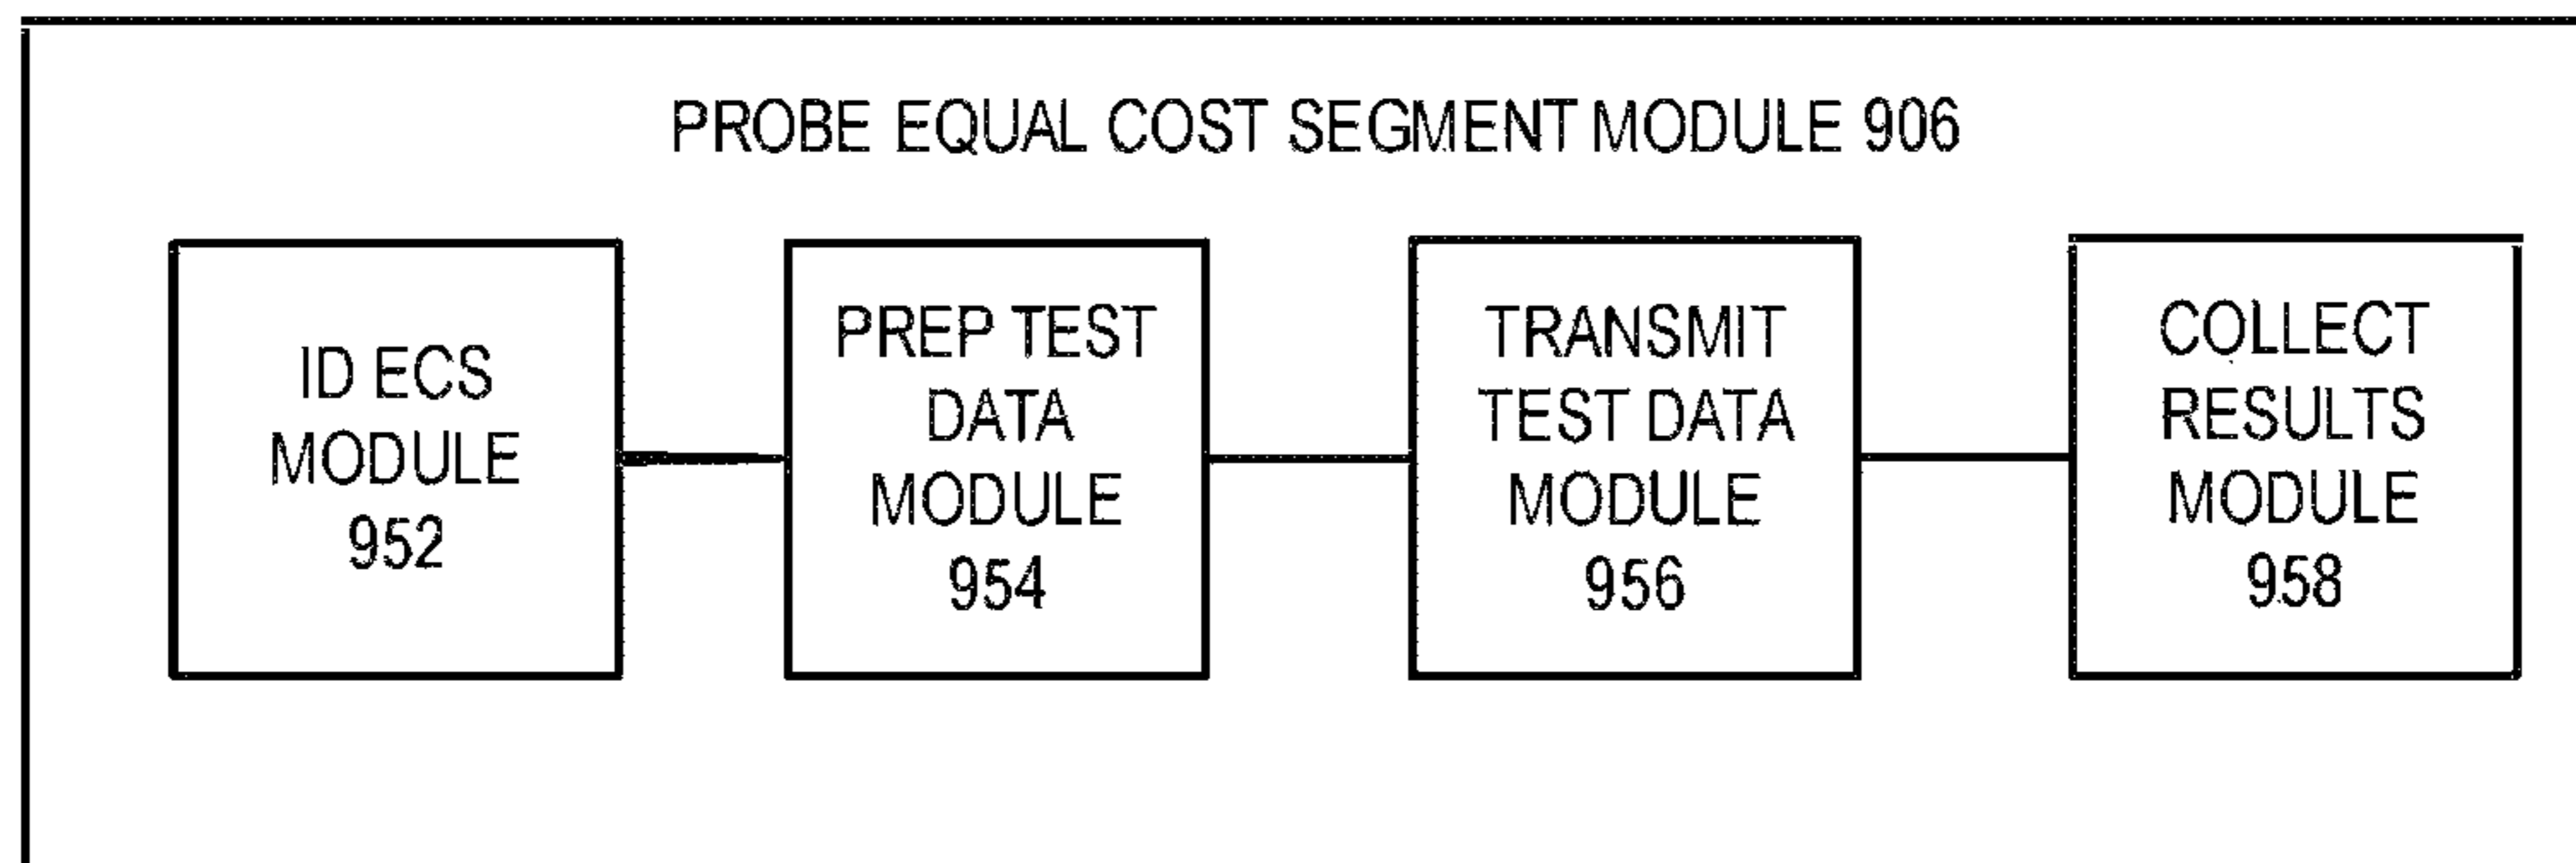 PROBE EQUAL COST SEGMENT MODULE 906
ID ECS
MODULE
952
PREP TEST
DATA
MODULE
954
TRANSMIT
TEST DATA
MODULE
956
COLLECT
RESULTS
MODULE
958